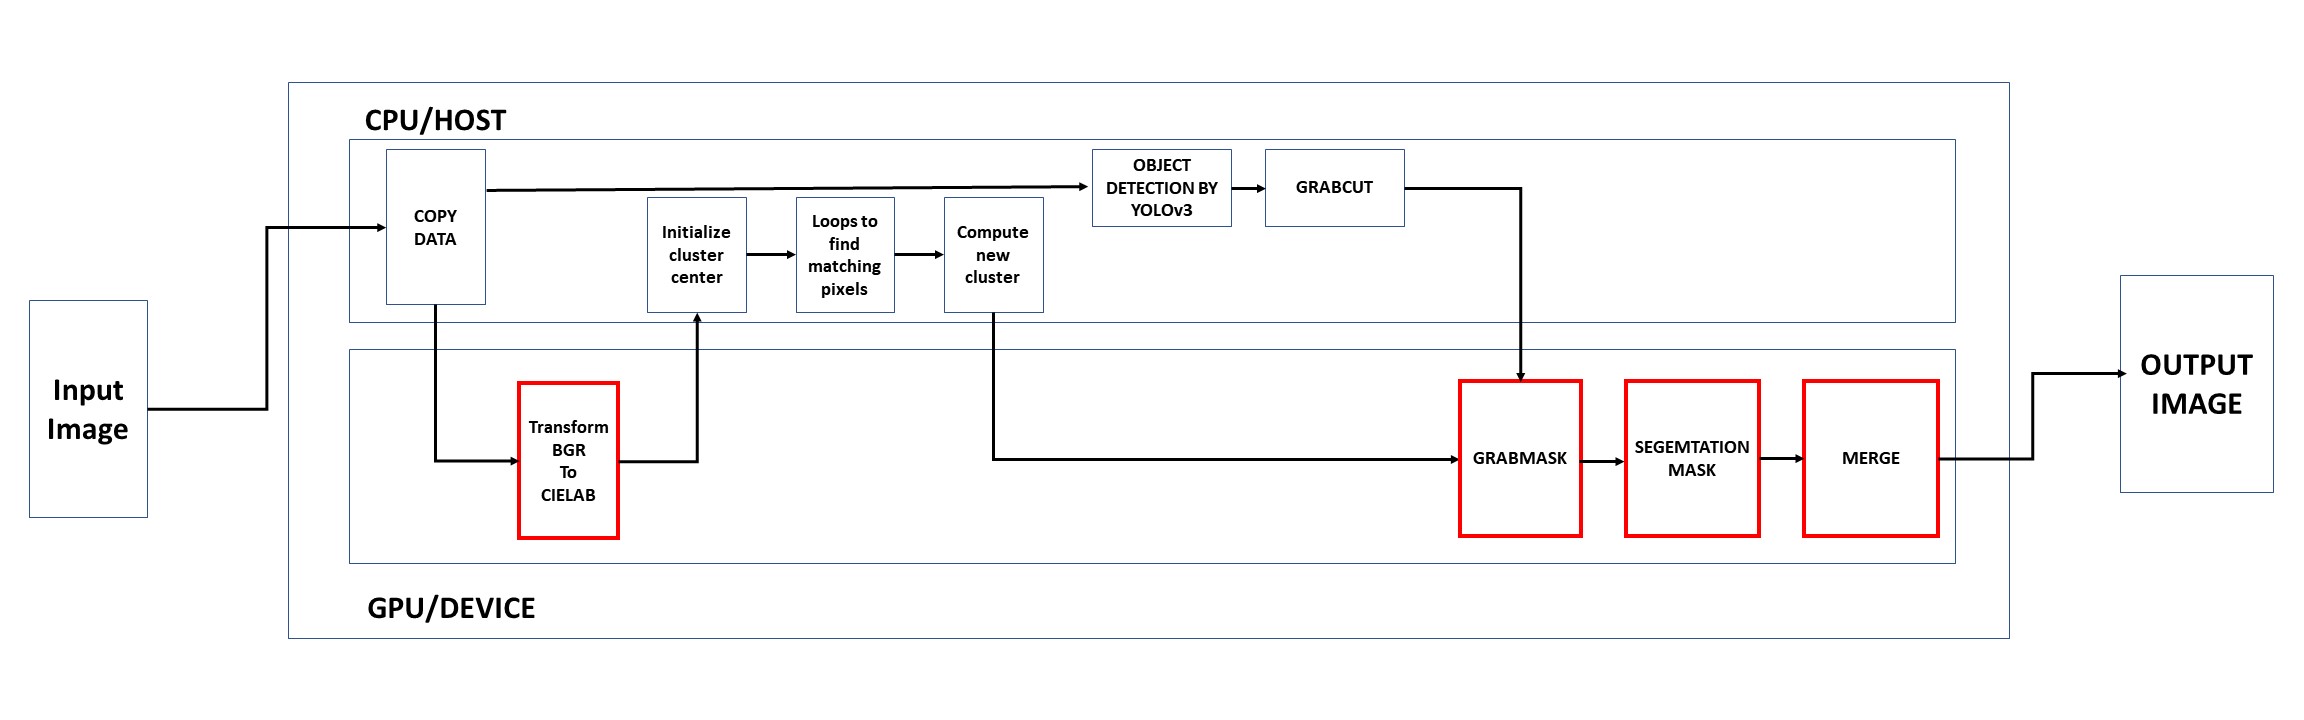 CPU/HOST
COPY
DATA
OBJECT
DETECTION BY
YOLOv3
GRABCUT
Initialize
cluster
center
Loops to
find
matching
pixels
Compute
new
cluster
Input
Image
Transform
BGR
To
CIELAB
GRABMASK
SEGEMTATION
MASK
MERGE
OUTPUT
IMAGE
GPU/DEVICE